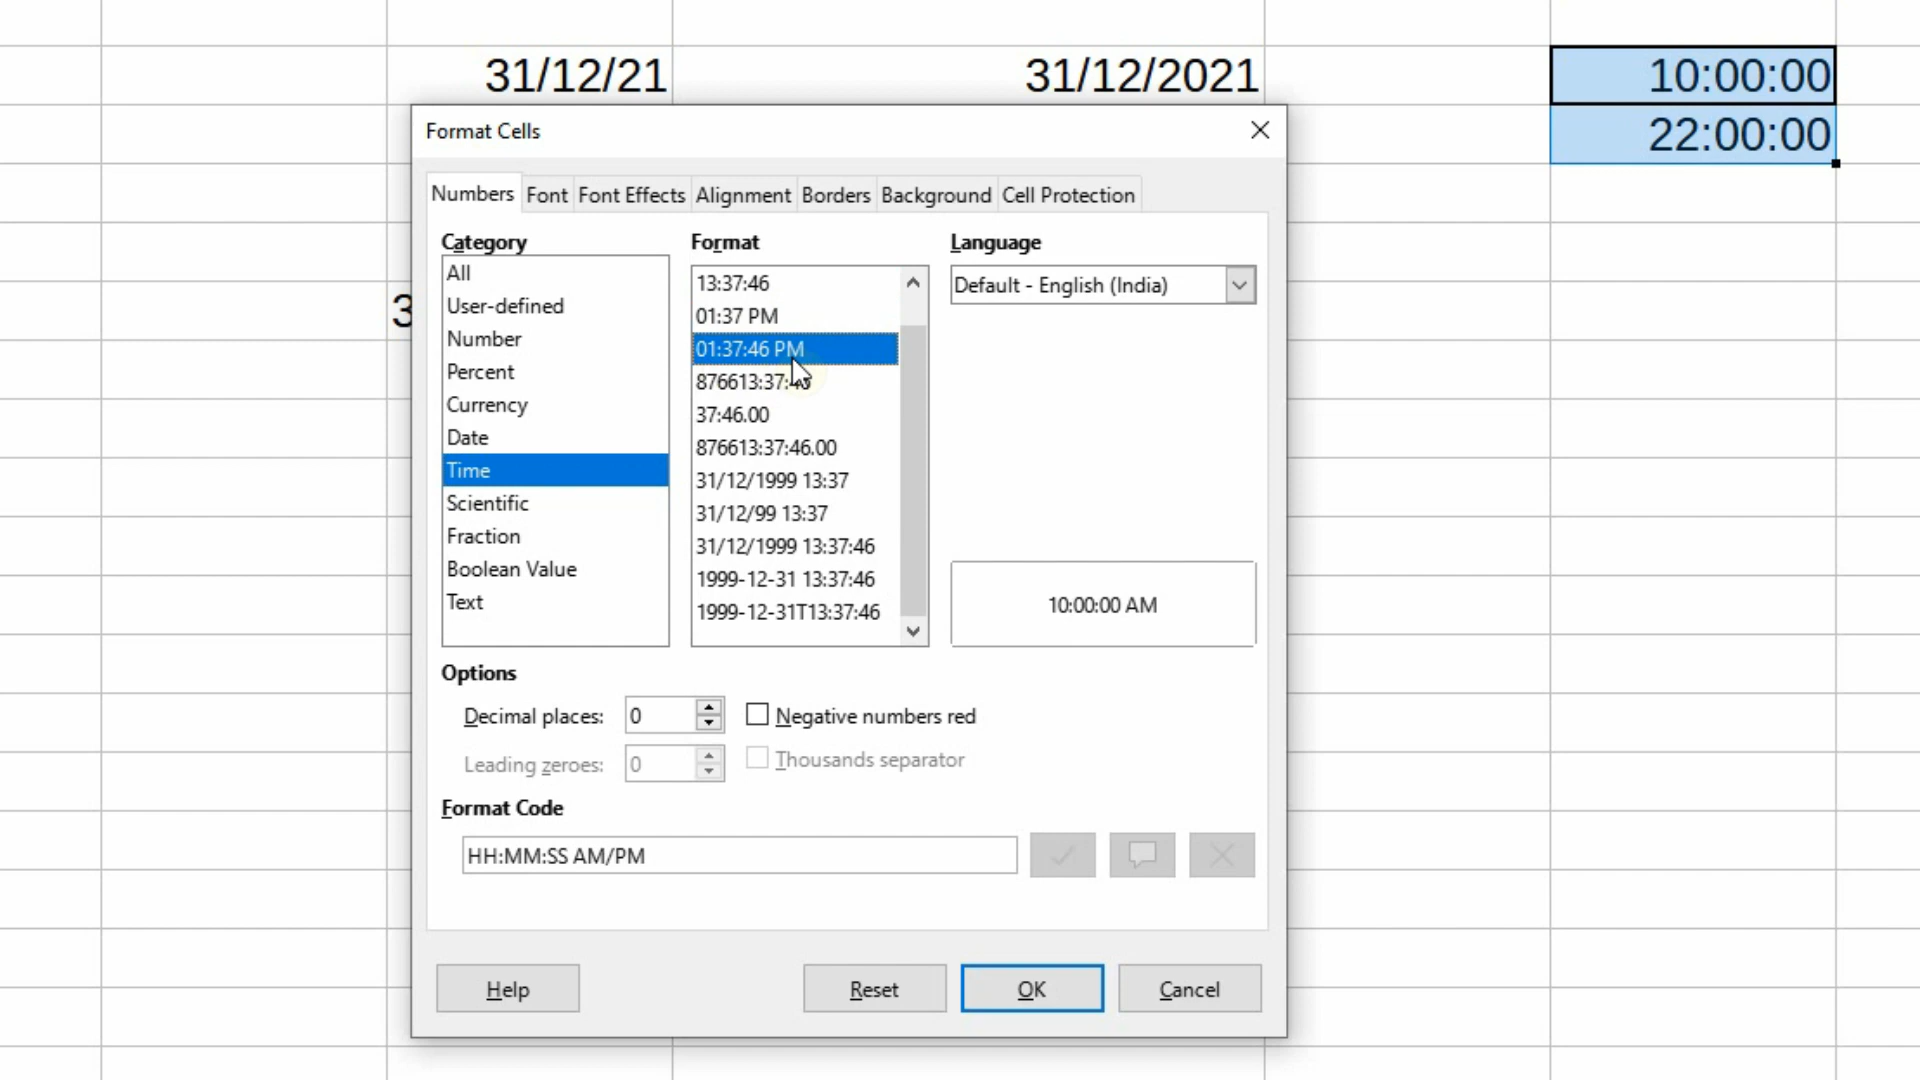 31/12/21
31/12/2021
10:00:00
22:00:00
3
Format Cells
Numbers
Font
Font Effects
Alignment
Borders
Background
Cell Protection
Category
All
User-defined
Number
Percent
Currency
Date
Time
Scientific
Fraction
Boolean Value
Text
Format
13:37:46
01:37 PM
01:37:46 PM
876613:37:46
37:46.00
876613:37:46.00
31/12/1999 13:37
31/12/99 13:37
31/12/1999 13:37:46
1999-12-31 13:37:46
1999-12-31T13:37:46
Language
Default - English (India)
10:00:00 AM
Options
Decimal places:
0
Negative numbers red
Leading zeroes:
0
Thousands separator
Format Code
HH:MM:SS AM/PM
Help
Reset
OK
Cancel